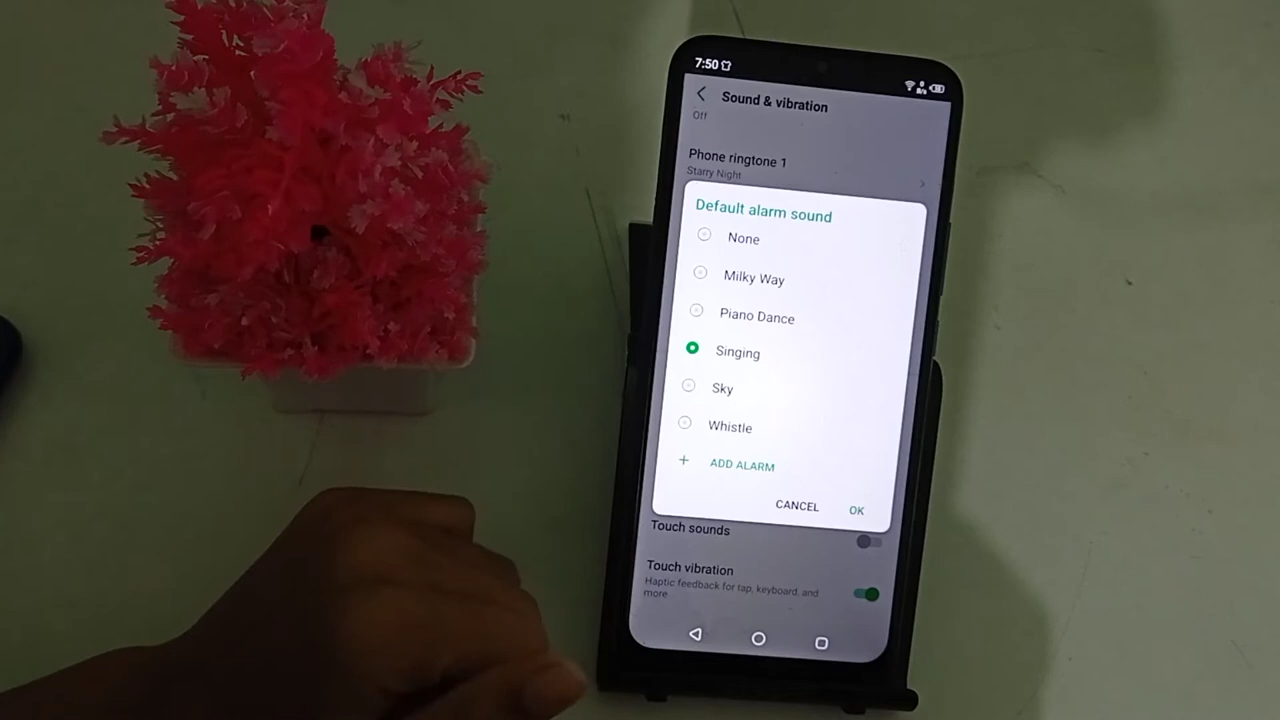 7:50
Sound & vibration
Off
Phone ringtone 1
Starry Night
Default alarm sound
None
Milky Way
Piano Dance
Singing
Sky
Whistle
+ ADD ALARM
CANCEL OK
Touch sounds
Touch vibration
Haptic feedback for tap, keyboard, and
more